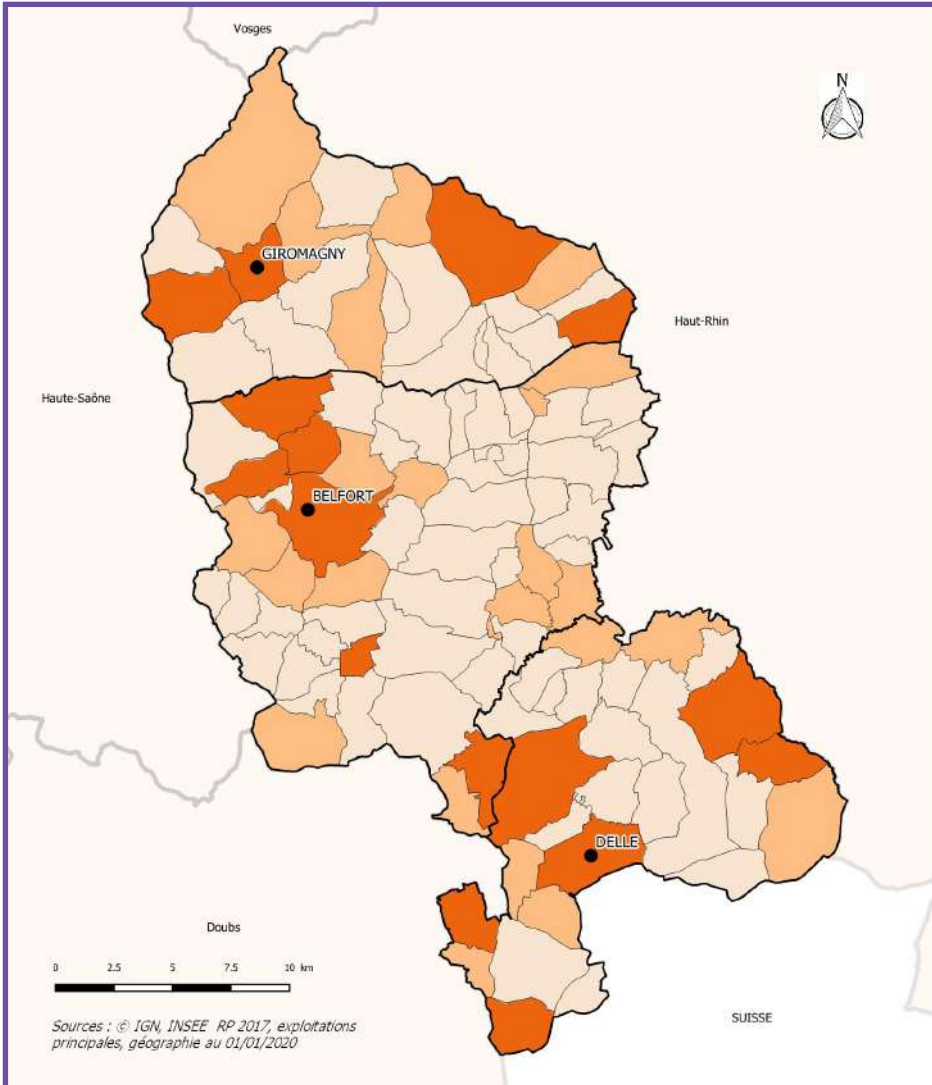 Vosges
N
GIROMAGNY
Haut-Rhin
Haute-Saône
BELFORT
DELLE
Doubs
0 2.5 5 7.5 10 km
SUISSE
Sources : © IGN, INSEE RP 2017, exploitations
principales, géographie au 01/01/2020